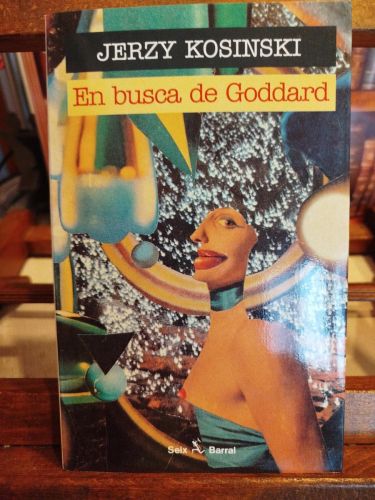 JERZY KOSINSKI
En busca de Goddard
Seix Barral